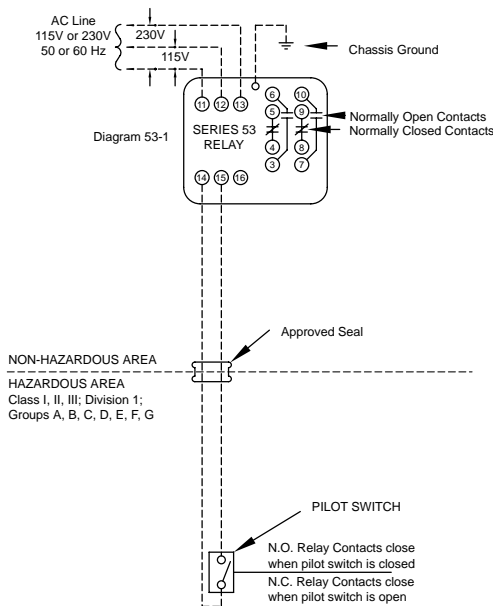 AC Line
115V or 230V
50 or 60 Hz
230V
115V
Chassis Ground
11
12
13
6
10
5
9
Normally Open Contacts
Normally Closed Contacts
Diagram 53-1
SERIES 53
RELAY
4
8
3
7
14
15
16
Approved Seal
NON-HAZARDOUS AREA
HAZARDOUS AREA
Class I, II, III; Division 1;
Groups A, B, C, D, E, F, G
PILOT SWITCH
N.O. Relay Contacts close
when pilot switch is closed
N.C. Relay Contacts close
when pilot switch is open